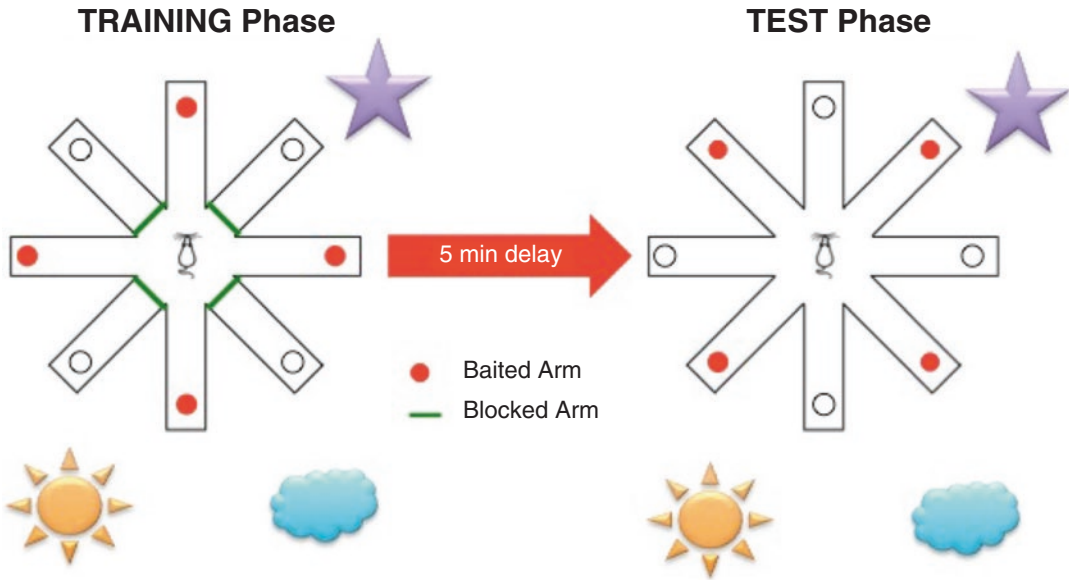 TRAINING Phase
TEST Phase
5 min delay
Baited Arm
Blocked Arm